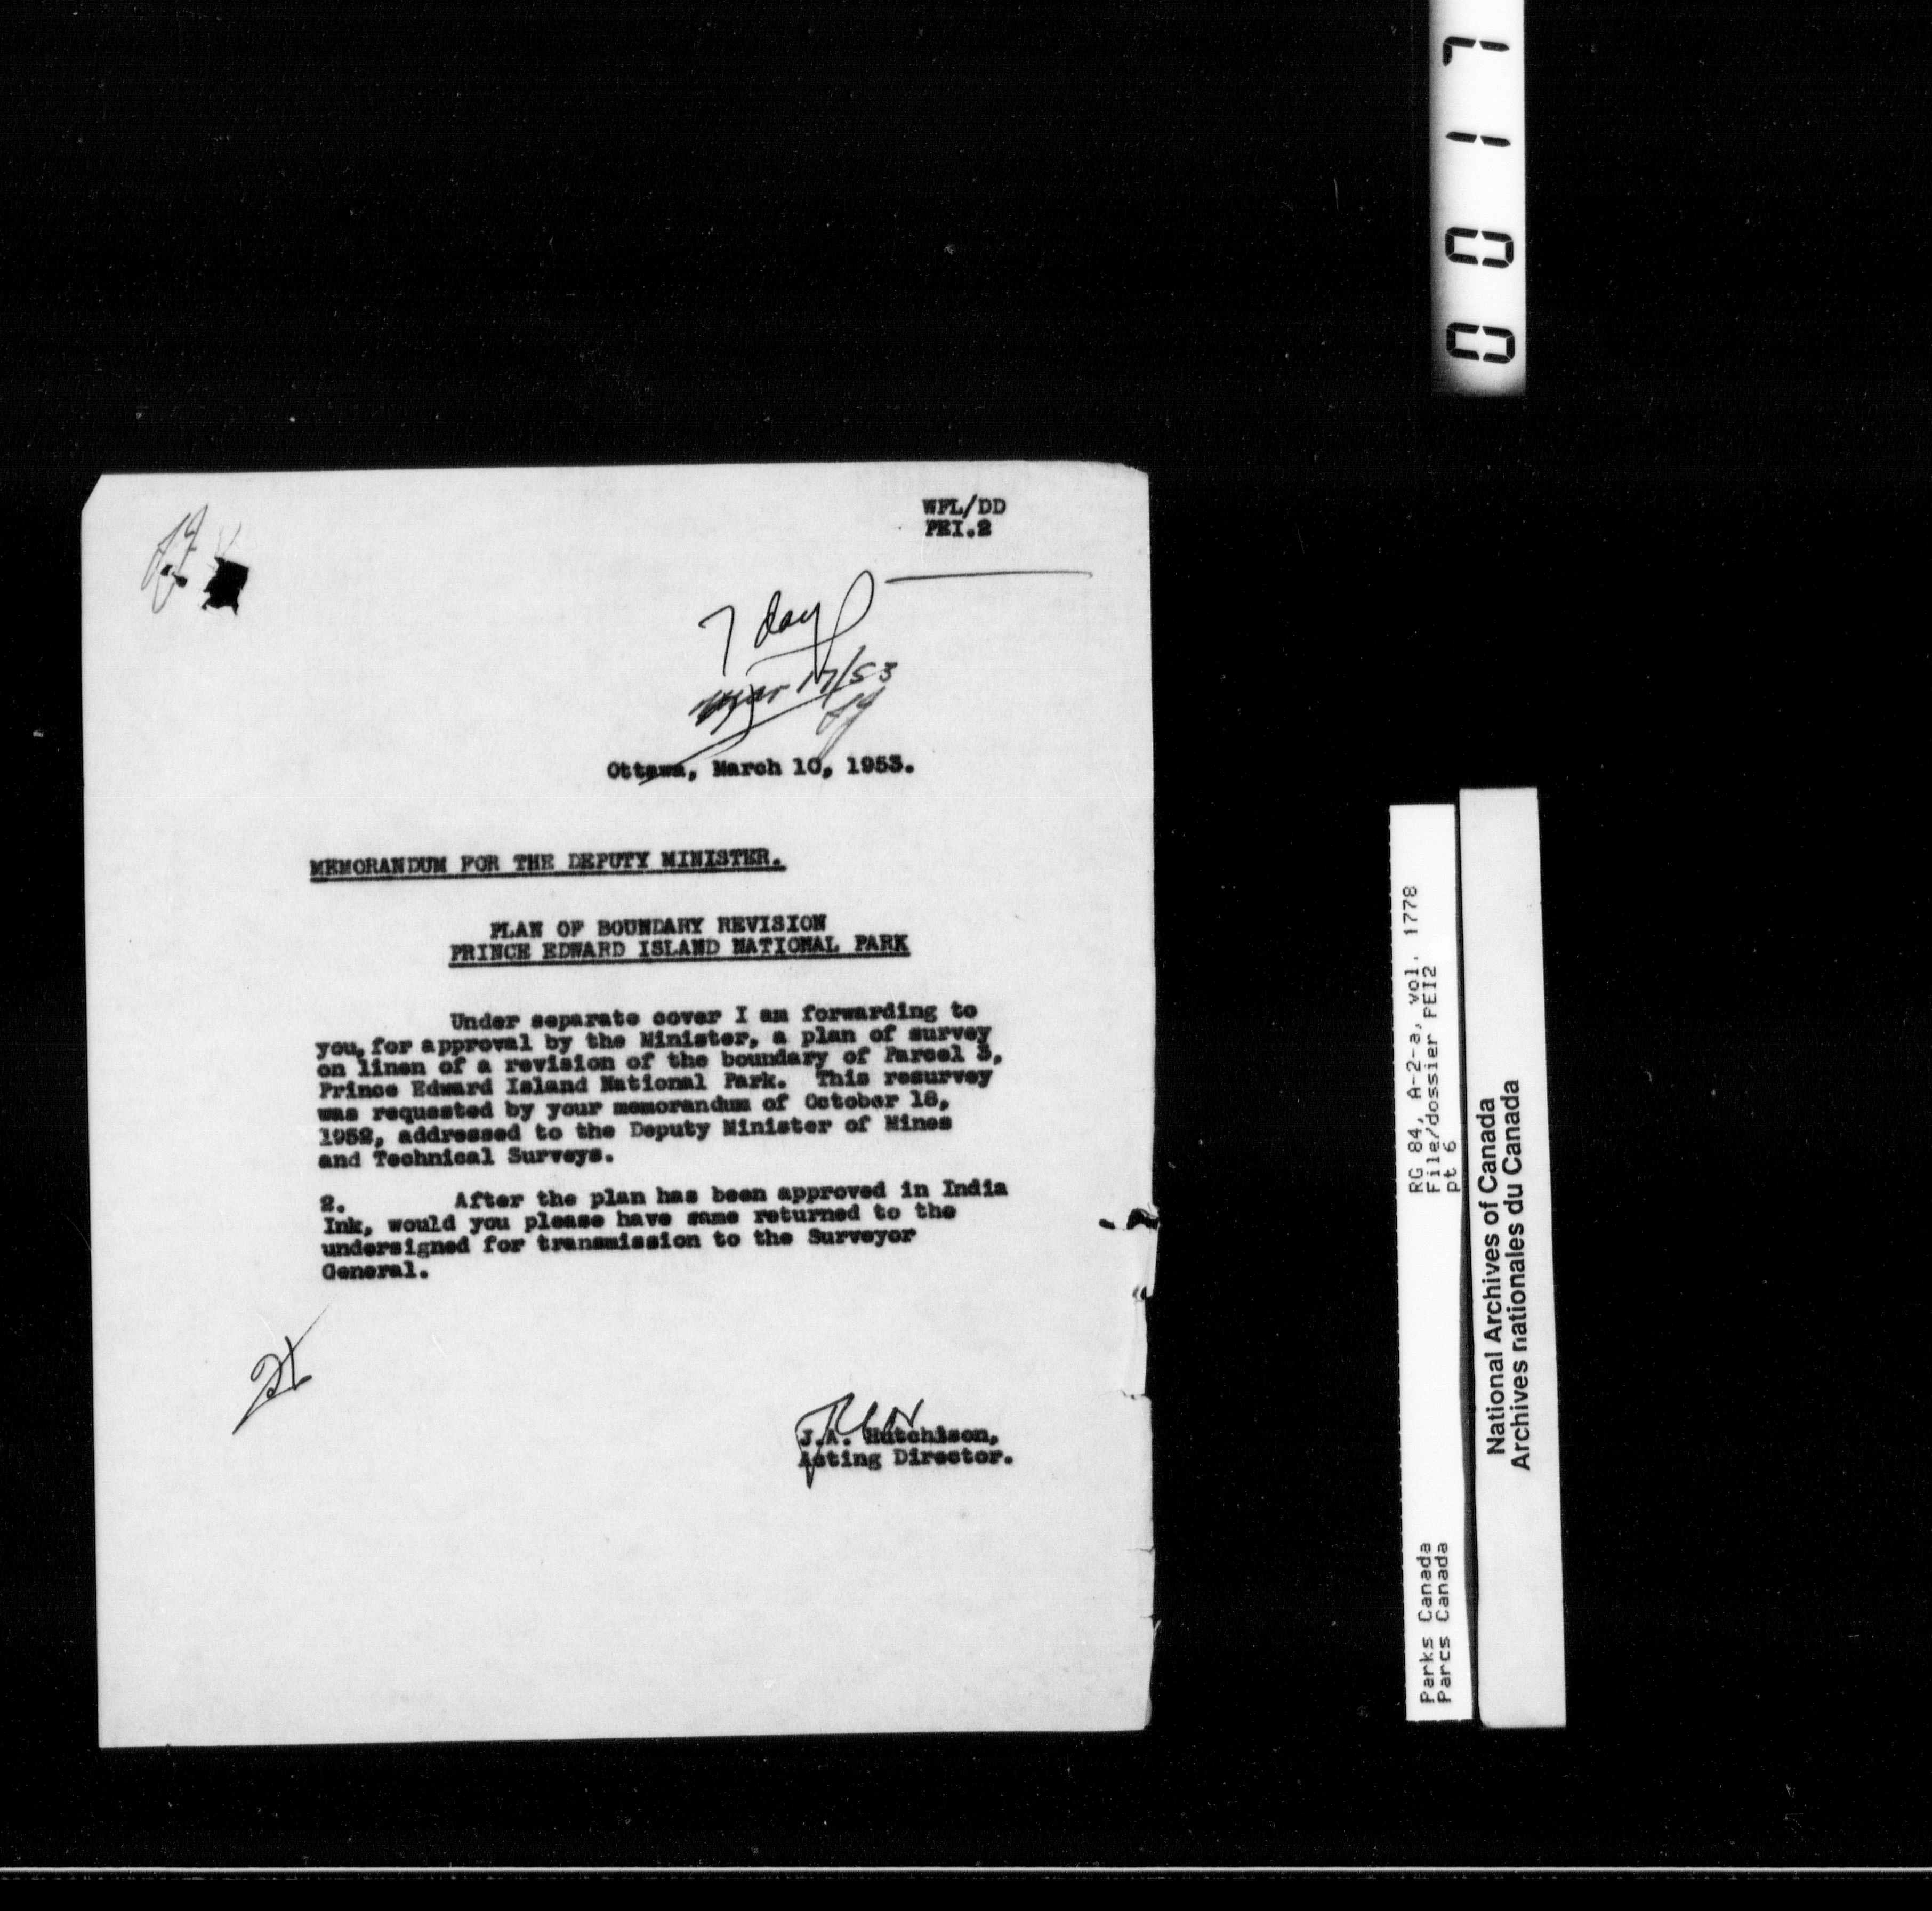 0017
WFL/DD
PEI.2
7 days
Mar 17/53
Ottawa, March 10, 1953.
MEMORANDUM FOR THE DEPUTY MINISTER.
PLAN OF BOUNDARY REVISION
PRINCE EDWARD ISLAND NATIONAL PARK
Under separate cover I am forwarding to
you, for approval by the Minister, a plan of survey
on linen of a revision of the boundary of Parcel 3,
Prince Edward Island National Park. This resurvey
was requested by your memorandum of October 18,
1952, addressed to the Deputy Minister of Mines
and Technical Surveys.
2. After the plan has been approved in India
Ink, would you please have same returned to the
undersigned for transmission to the Surveyor
General.
J.A. Hutchison,
Acting Director.
RG 84, A-2-a, vol. 1778
File/dossier PEI2
pt 6
Parks Canada
Parcs Canada
National Archives of Canada
Archives nationales du Canada